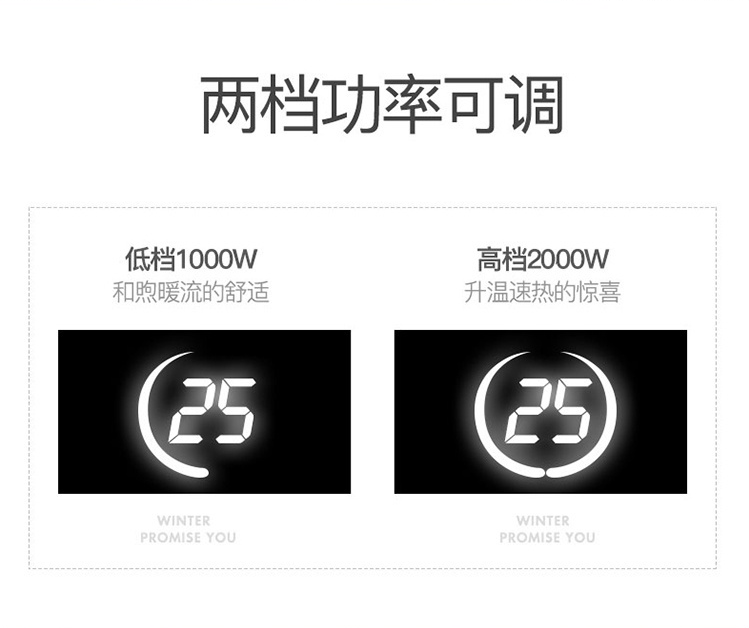 两档功率可调
低档1000W
和煦暖流的舒适
25
WINTER
PROMISE YOU
高档2000W
升温速热的惊喜
25
WINTER
PROMISE YOU